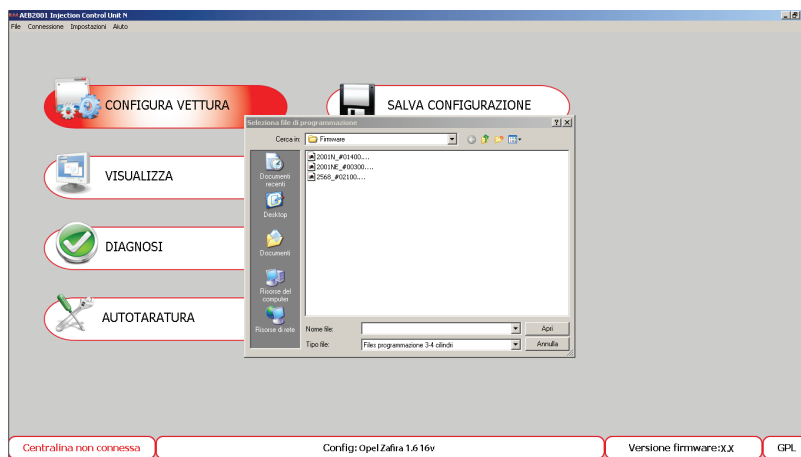 AEB2001 Injection Control Unit N
File Connessione Impostazioni Aiuto
CONFIGURA VETTURA
SALVA CONFIGURAZIONE
Seleziona file di programmazione
Cerca in:
Firmware
Documenti recenti
2001N_#01400....
2001NE_#00300....
2568_#02100....
VISUALIZZA
Desktop
Documenti
DIAGNOSI
Risorse del computer
AUTOTARATURA
Risorse di rete
Nome file:
Apri
Tipo file:
Files programmazione 3-4 cilindri
Annulla
Centralina non connessa
Config: Opel Zafira 1.6 16v
Versione firmware:X.X
GPL